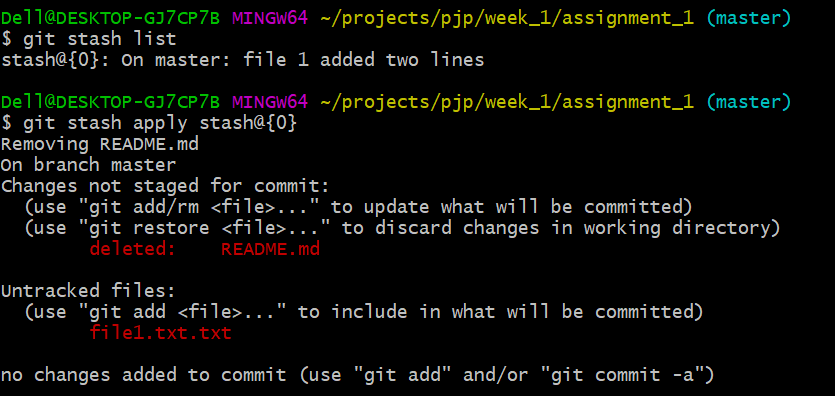 Dell@DESKTOP-GJ7CP7B MINGW64 ~/projects/pjp/week_1/assignment_1 (master)
$ git stash list
stash@{0}: On master: file 1 added two lines

Dell@DESKTOP-GJ7CP7B MINGW64 ~/projects/pjp/week_1/assignment_1 (master)
$ git stash apply stash@{0}
Removing README.md
On branch master
Changes not staged for commit:
  (use "git add/rm <file>..." to update what will be committed)
  (use "git restore <file>..." to discard changes in working directory)
        deleted:    README.md

Untracked files:
  (use "git add <file>..." to include in what will be committed)
        file1.txt.txt

no changes added to commit (use "git add" and/or "git commit -a")